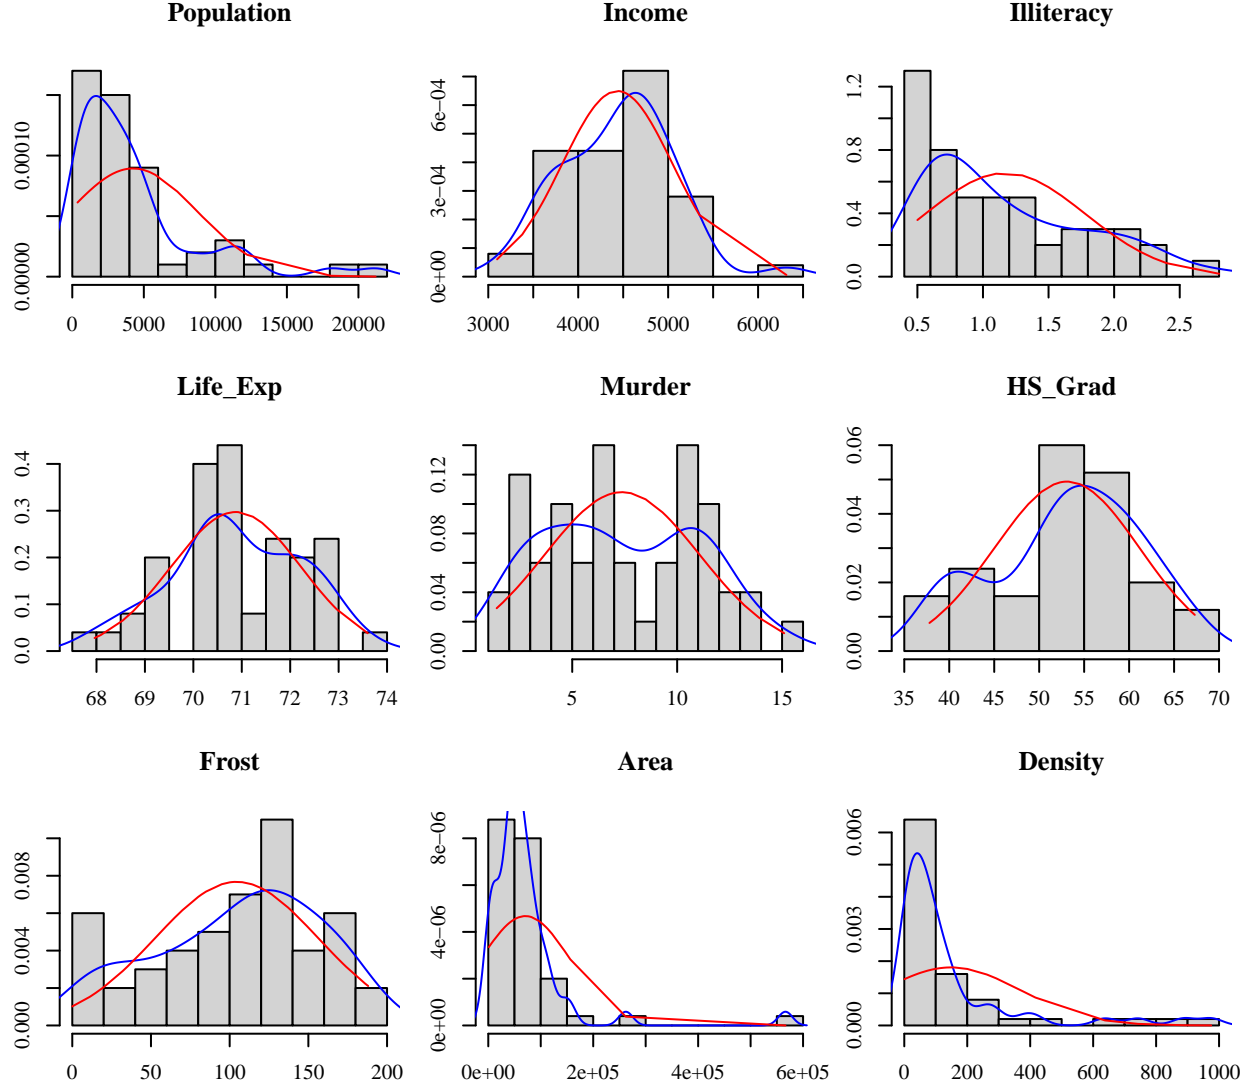 Population Income Illiteracy
0.00000 0.00010
0 5000 10000 15000 20000
0e+00 3e−04 6e−04
3000 4000 5000 6000
0.0 0.4 0.8 1.2
0.5 1.0 1.5 2.0 2.5
Life_Exp Murder HS_Grad
0.0 0.1 0.2 0.3 0.4
68 69 70 71 72 73 74
0.00 0.04 0.08 0.12
5 10 15
0.00 0.02 0.04 0.06
35 40 45 50 55 60 65 70
Frost Area Density
0.000 0.004 0.008
0 50 100 150 200
0e+00 4e−06 8e−06
0e+00 2e+05 4e+05 6e+05
0.000 0.003 0.006
0 200 400 600 800 1000